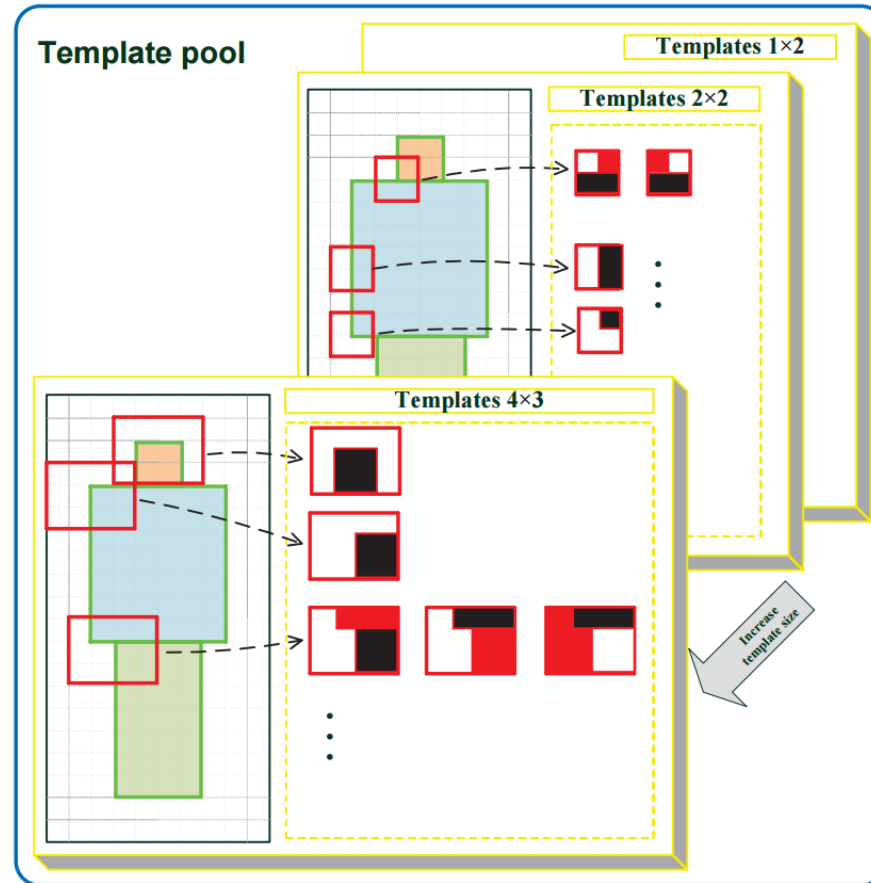 Template pool
Templates 1×2
Templates 2×2
Templates 4×3
Increase
template size